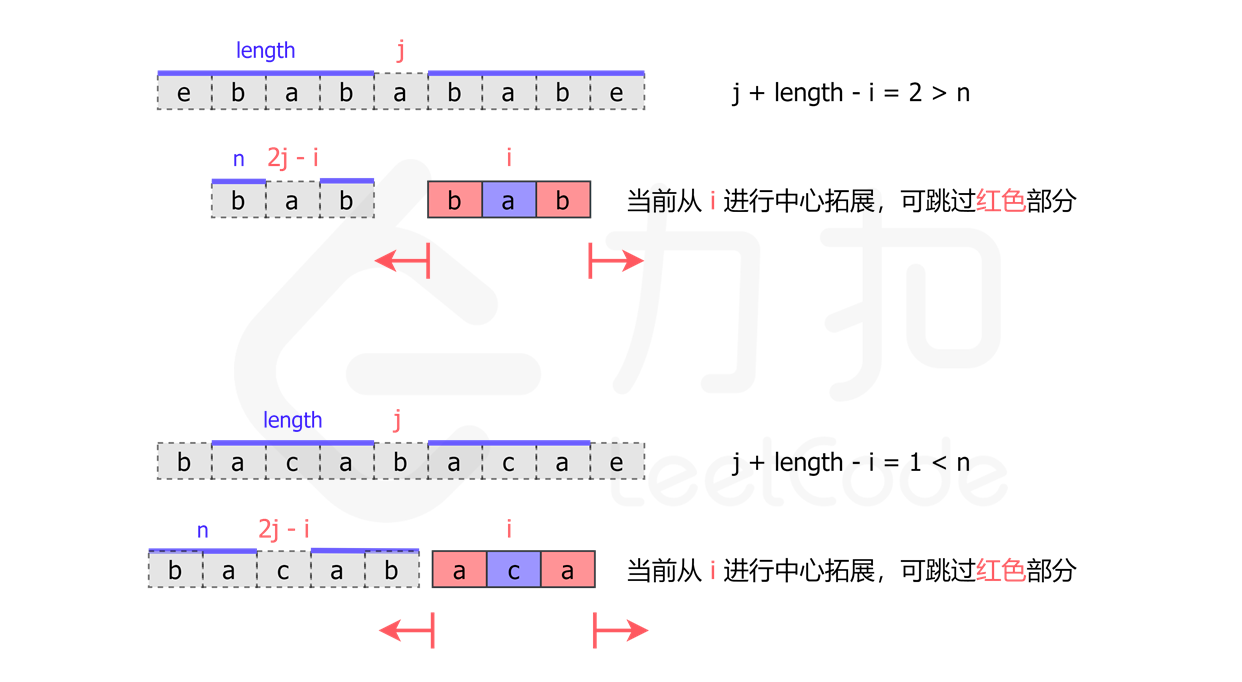 length j
e b a b a b a b e j + length - i = 2 > n
n 2j - i i
b a b b a b 当前从 i 进行中心拓展，可跳过红色部分
力扣
length j
b a c a b a c a e j + length - i = 1 < n
LeetCode
n 2j - i i
b a c a b a c a 当前从 i 进行中心拓展，可跳过红色部分